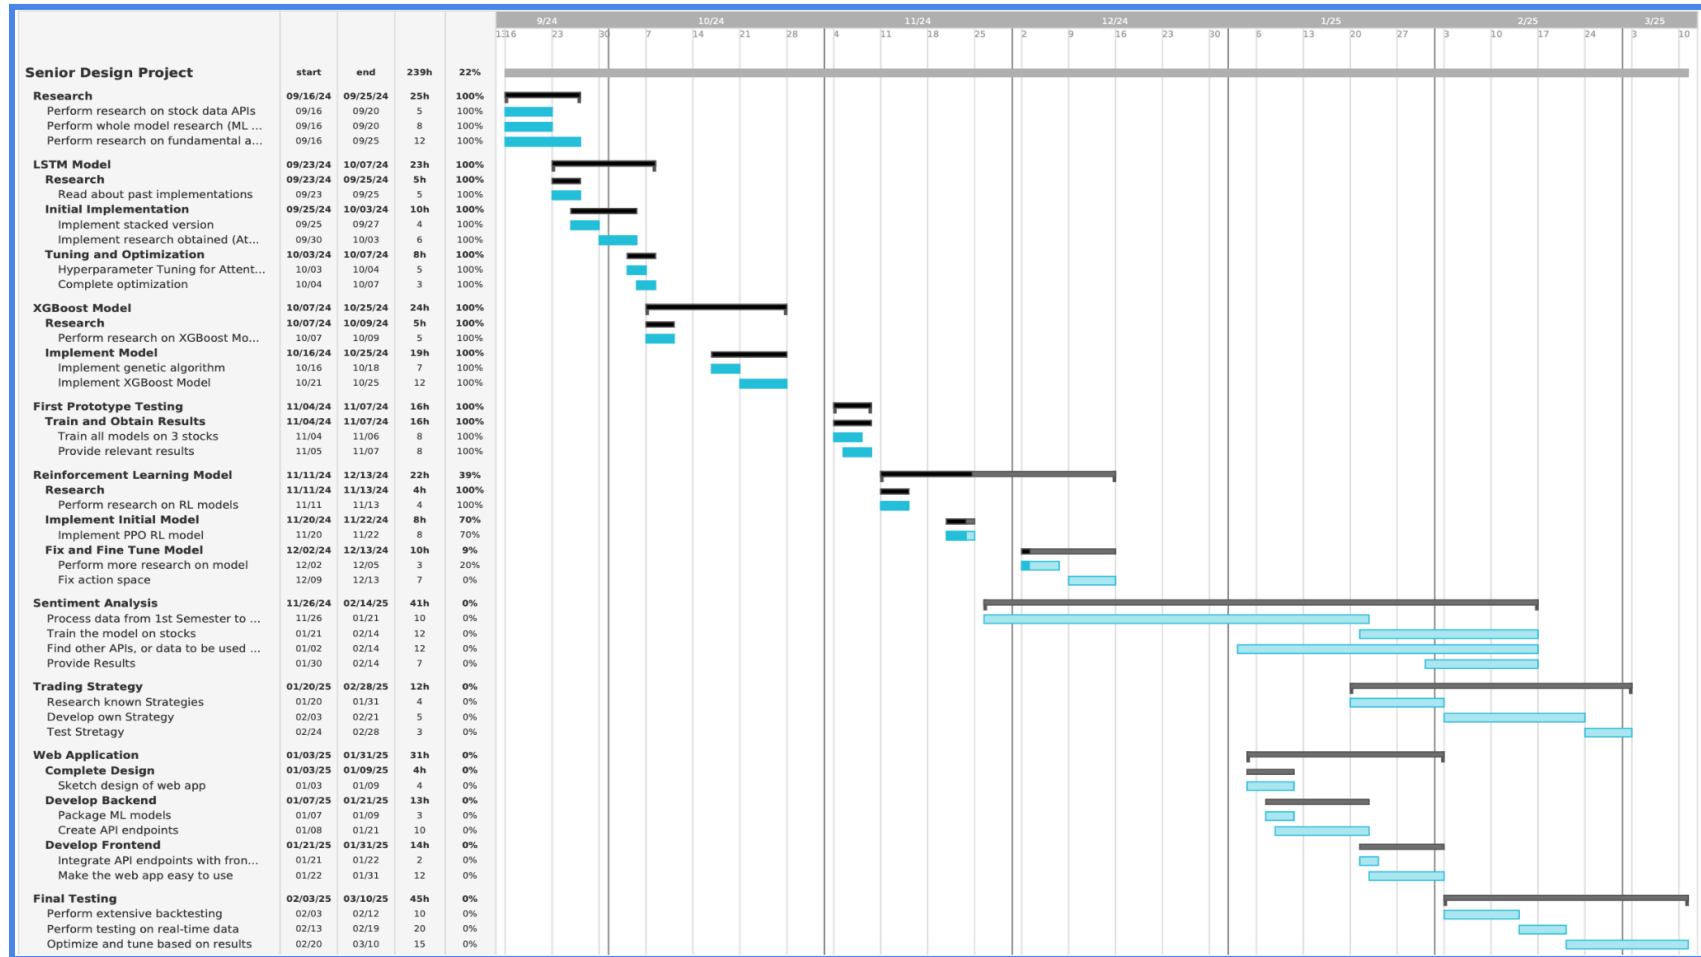 9/24 10/24 11/24 12/24 1/25 2/25 3/25
13 16 23 30 7 14 21 28 4 11 18 25 2 9 16 23 30 6 13 20 27 3 10 17 24 3 10
Senior Design Project start end 239h 22%
Research 09/16/24 09/25/24 25h 100%
Perform research on stock data APIs 09/16 09/20 5 100%
Perform whole model research (ML ... 09/16 09/20 8 100%
Perform research on fundamental a... 09/16 09/25 12 100%
LSTM Model 09/23/24 10/07/24 23h 100%
Research 09/23/24 09/25/24 5h 100%
Read about past implementations 09/23 09/25 5 100%
Initial Implementation 09/25/24 10/03/24 10h 100%
Implement stacked version 09/25 09/27 4 100%
Implement research obtained (At... 09/30 10/03 6 100%
Tuning and Optimization 10/03/24 10/07/24 8h 100%
Hyperparameter Tuning for Attent... 10/03 10/04 5 100%
Complete optimization 10/04 10/07 3 100%
XGBoost Model 10/07/24 10/25/24 24h 100%
Research 10/07/24 10/09/24 5h 100%
Perform research on XGBoost Mo... 10/07 10/09 5 100%
Implement Model 10/16/24 10/25/24 19h 100%
Implement genetic algorithm 10/16 10/18 7 100%
Implement XGBoost Model 10/21 10/25 12 100%
First Prototype Testing 11/04/24 11/07/24 16h 100%
Train and Obtain Results 11/04/24 11/07/24 16h 100%
Train all models on 3 stocks 11/04 11/06 8 100%
Provide relevant results 11/05 11/07 8 100%
Reinforcement Learning Model 11/11/24 12/13/24 22h 39%
Research 11/11/24 11/13/24 4h 100%
Perform research on RL models 11/11 11/13 4 100%
Implement Initial Model 11/20/24 11/22/24 8h 70%
Implement PPO RL model 11/20 11/22 8 70%
Fix and Fine Tune Model 12/02/24 12/13/24 10h 9%
Perform more research on model 12/02 12/05 3 20%
Fix action space 12/09 12/13 7 0%
Sentiment Analysis 11/26/24 02/14/25 41h 0%
Process data from 1st Semester to ... 11/26 01/21 10 0%
Train the model on stocks 01/21 02/14 12 0%
Find other APIs, or data to be used ... 01/02 02/14 12 0%
Provide Results 01/30 02/14 7 0%
Trading Strategy 01/20/25 02/28/25 12h 0%
Research known Strategies 01/20 01/31 4 0%
Develop own Strategy 02/03 02/21 5 0%
Test Stretagy 02/24 02/28 3 0%
Web Application 01/03/25 01/31/25 31h 0%
Complete Design 01/03/25 01/09/25 4h 0%
Sketch design of web app 01/03 01/09 4 0%
Develop Backend 01/07/25 01/21/25 13h 0%
Package ML models 01/07 01/09 3 0%
Create API endpoints 01/08 01/21 10 0%
Develop Frontend 01/21/25 01/31/25 14h 0%
Integrate API endpoints with fron... 01/21 01/22 2 0%
Make the web app easy to use 01/22 01/31 12 0%
Final Testing 02/03/25 03/10/25 45h 0%
Perform extensive backtesting 02/03 02/12 10 0%
Perform testing on real-time data 02/13 02/19 20 0%
Optimize and tune based on results 02/20 03/10 15 0%